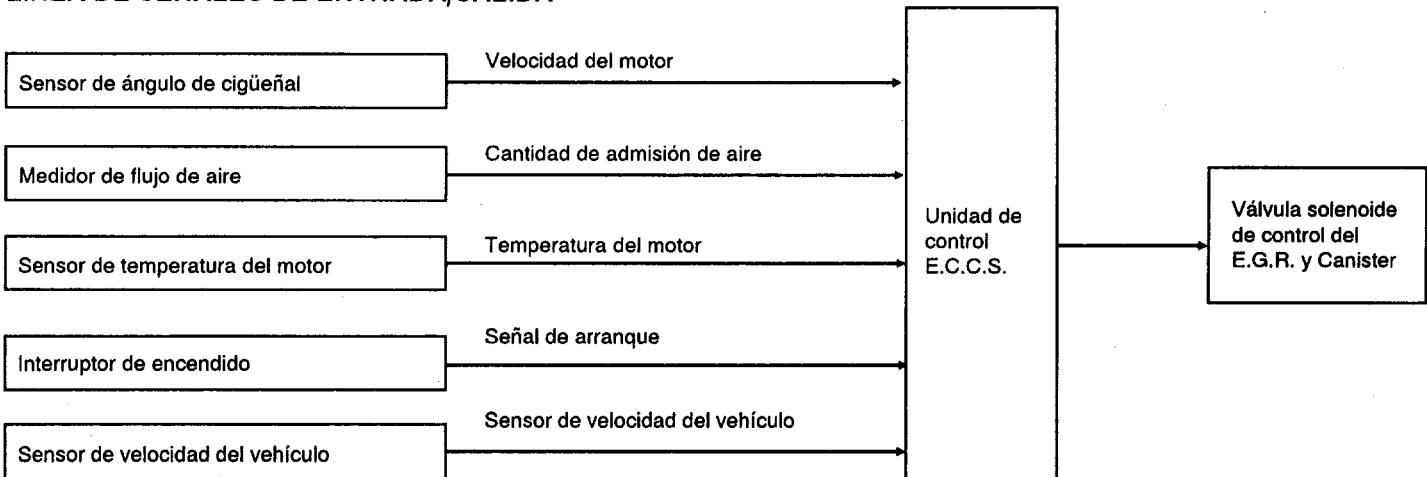 Velocidad del motor
Sensor de ángulo de cigüeñal
Cantidad de admisión de aire
Medidor de flujo de aire
Temperatura del motor
Sensor de temperatura del motor
Señal de arranque
Interruptor de encendido
Sensor de velocidad del vehículo
Sensor de velocidad del vehículo
Unidad de
control
E.C.C.S.
Válvula solenoide
de control del
E.G.R. y Canister